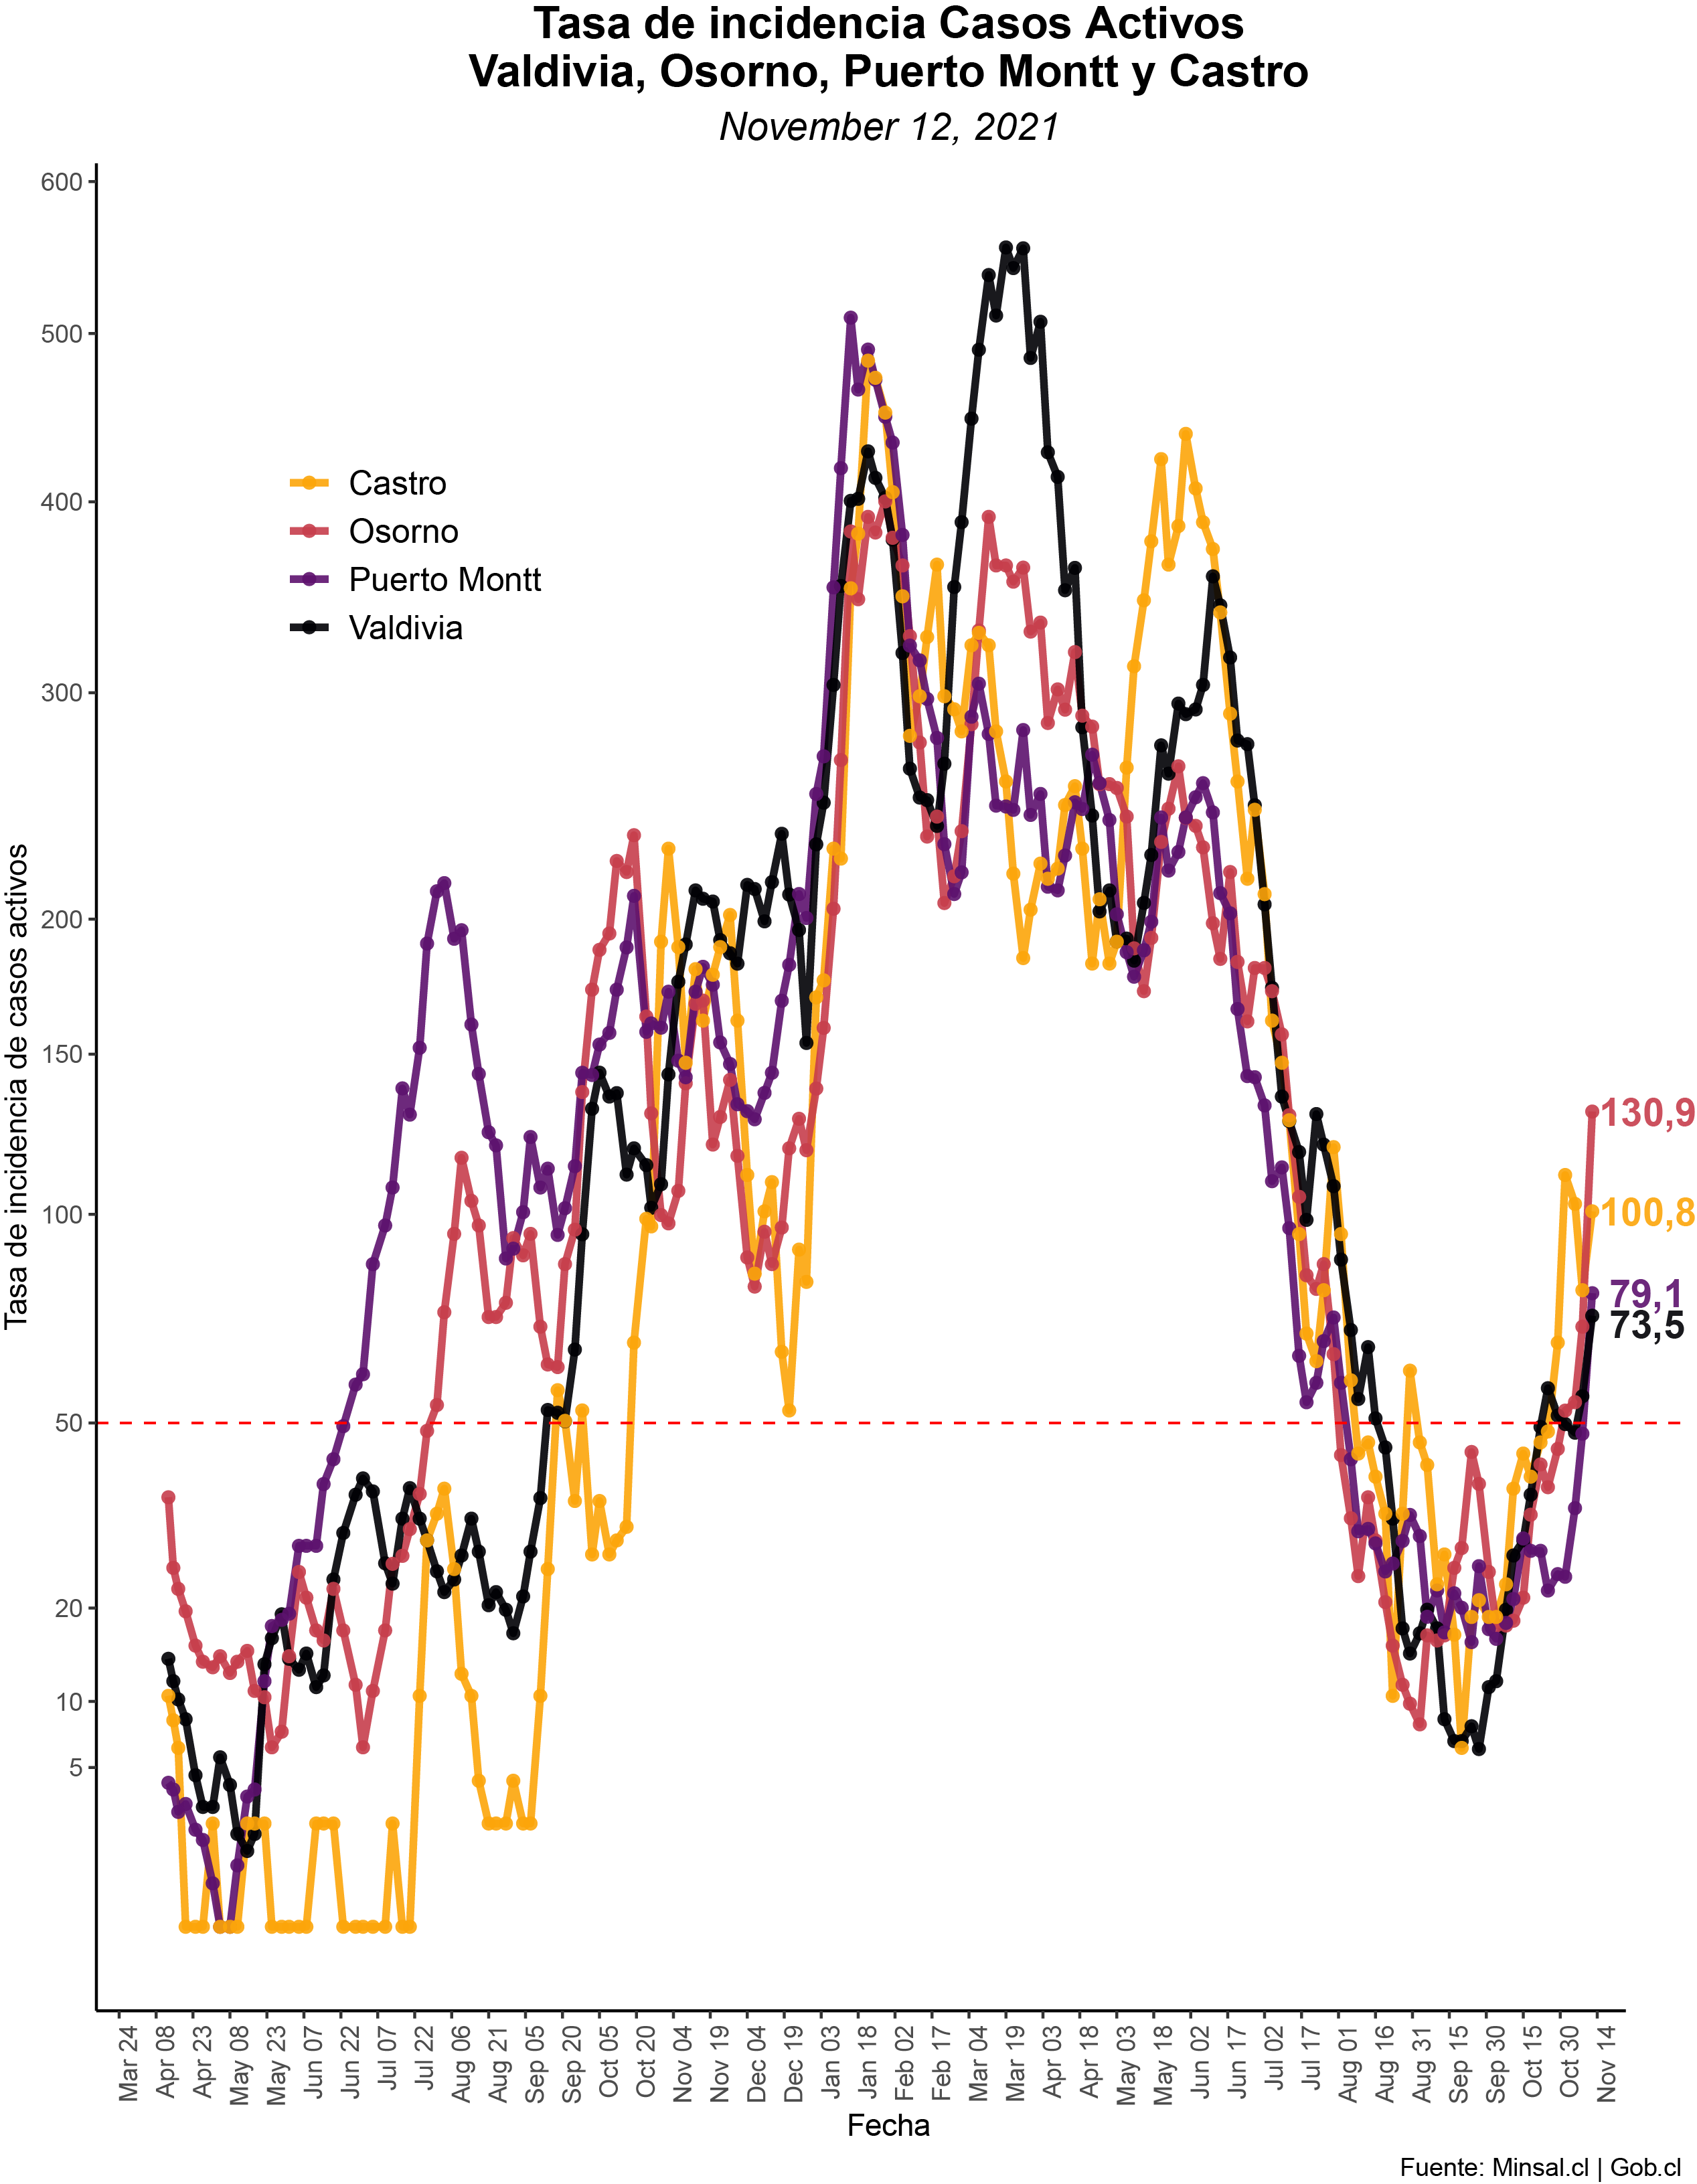 Tasa de incidencia Casos Activos
Valdivia, Osorno, Puerto Montt y Castro
November 12, 2021
Tasa de incidencia de casos activos
600
500
400
300
200
150
100
50
20
10
5
Castro
Osorno
Puerto Montt
Valdivia
130,9
100,8
79,1
73,5
Mar 24
Apr 08
Apr 23
May 08
May 23
Jun 07
Jun 22
Jul 07
Jul 22
Aug 06
Aug 21
Sep 05
Sep 20
Oct 05
Oct 20
Nov 04
Nov 19
Dec 04
Dec 19
Jan 03
Jan 18
Feb 02
Feb 17
Mar 04
Mar 19
Apr 03
Apr 18
May 03
May 18
Jun 02
Jun 17
Jul 02
Jul 17
Aug 01
Aug 16
Aug 31
Sep 15
Sep 30
Oct 15
Oct 30
Nov 14
Fecha
Fuente: Minsal.cl | Gob.cl